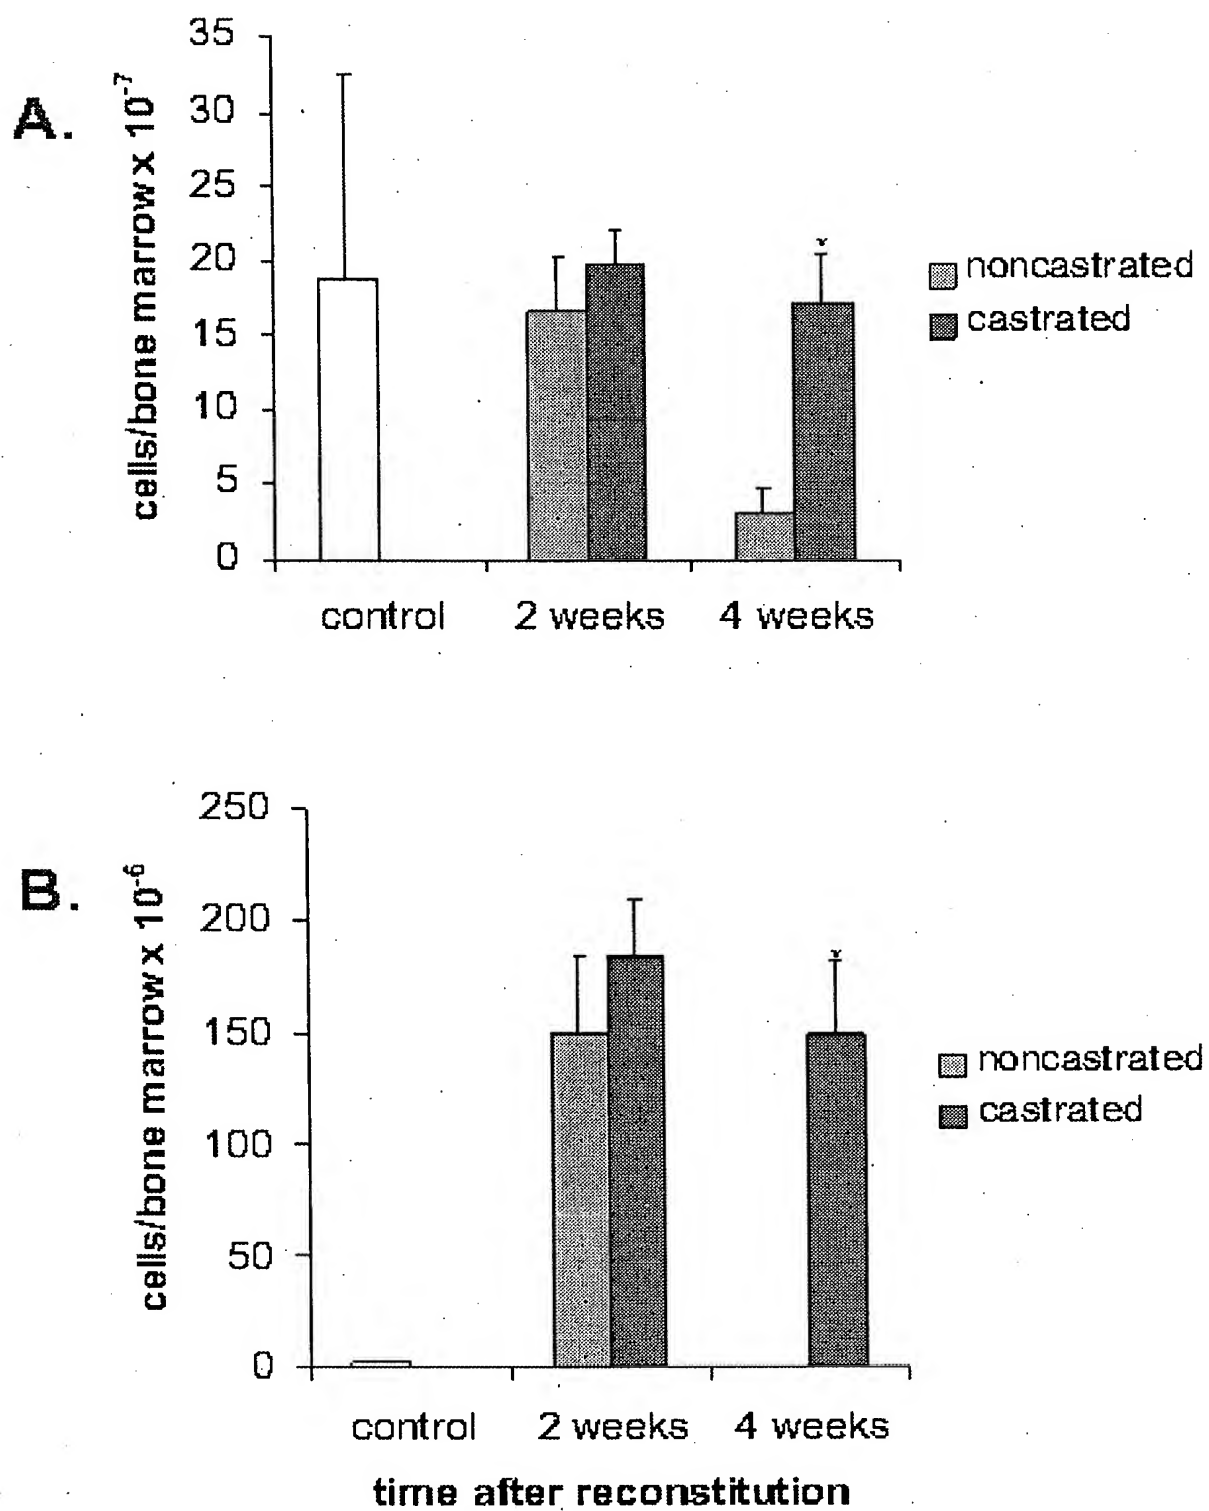 A.
cells/bone marrow x 10-7
35
30
25
20
15
10
5
0
*
control 2 weeks 4 weeks
noncastrated
castrated
B.
cells/bone marrow x 10-6
250
200
150
100
50
0
*
control 2 weeks 4 weeks
noncastrated
castrated
time after reconstitution